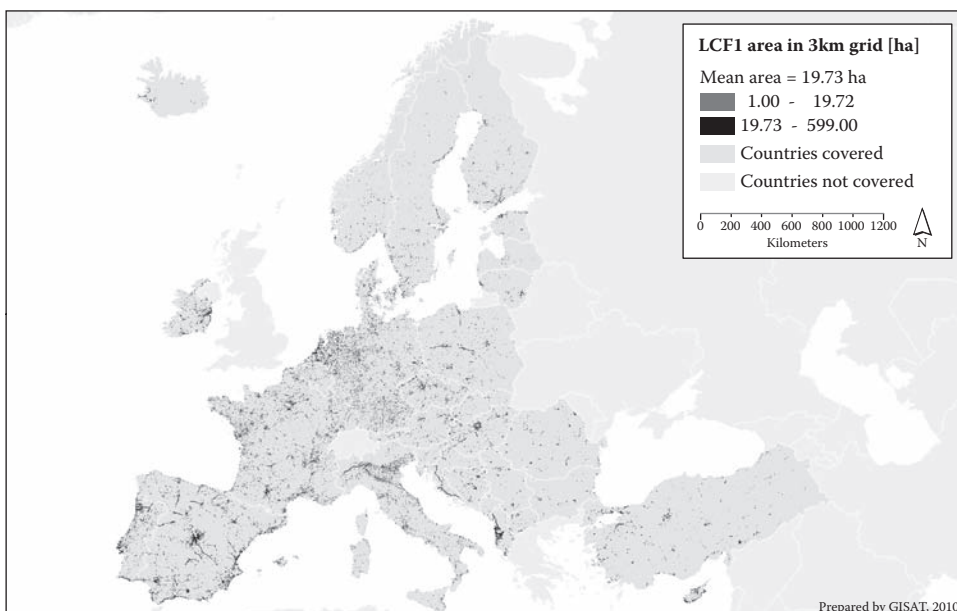 LCF1 area in 3km grid [ha]
Mean area = 19.73 ha
1.00 - 19.72
19.73 - 599.00
Countries covered
Countries not covered
0 200 400 600 800 1000 1200
Kilometers
N
Prepared by GISAT, 2010